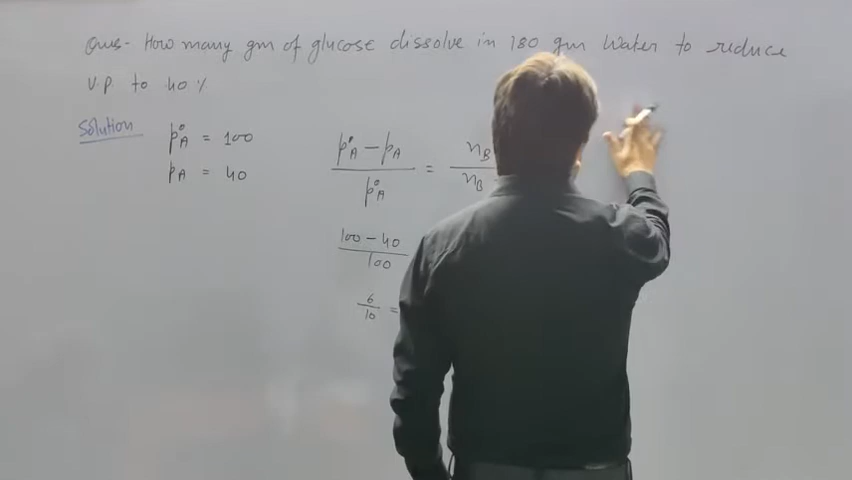 Ques- How many gm of glucose dissolve in 180 gm Water to reduce
V.P to 40 %
Solution
p°A = 100
pA = 40
p°A - pA / p°A = nB / nB
100 - 40 / 100
6 / 10 =